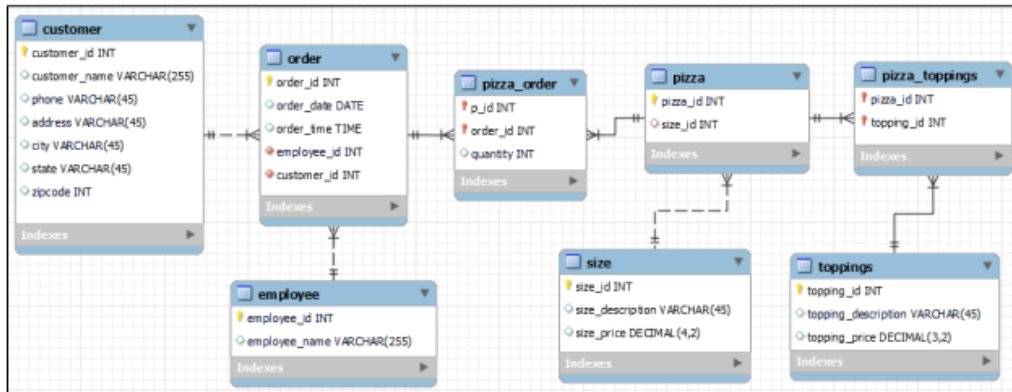 customer
customer_id INT
customer_name VARCHAR(255)
phone VARCHAR(45)
address VARCHAR(45)
city VARCHAR(45)
state VARCHAR(45)
zipcode INT
Indexes
order
order_id INT
order_date DATE
order_time TIME
employee_id INT
customer_id INT
Indexes
pizza_order
p_id INT
order_id INT
quantity INT
Indexes
pizza
pizza_id INT
size_id INT
Indexes
pizza_toppings
pizza_id INT
topping_id INT
Indexes
employee
employee_id INT
employee_name VARCHAR(255)
Indexes
size
size_id INT
size_description VARCHAR(45)
size_price DECIMAL(4,2)
Indexes
toppings
topping_id INT
topping_description VARCHAR(45)
topping_price DECIMAL(3,2)
Indexes